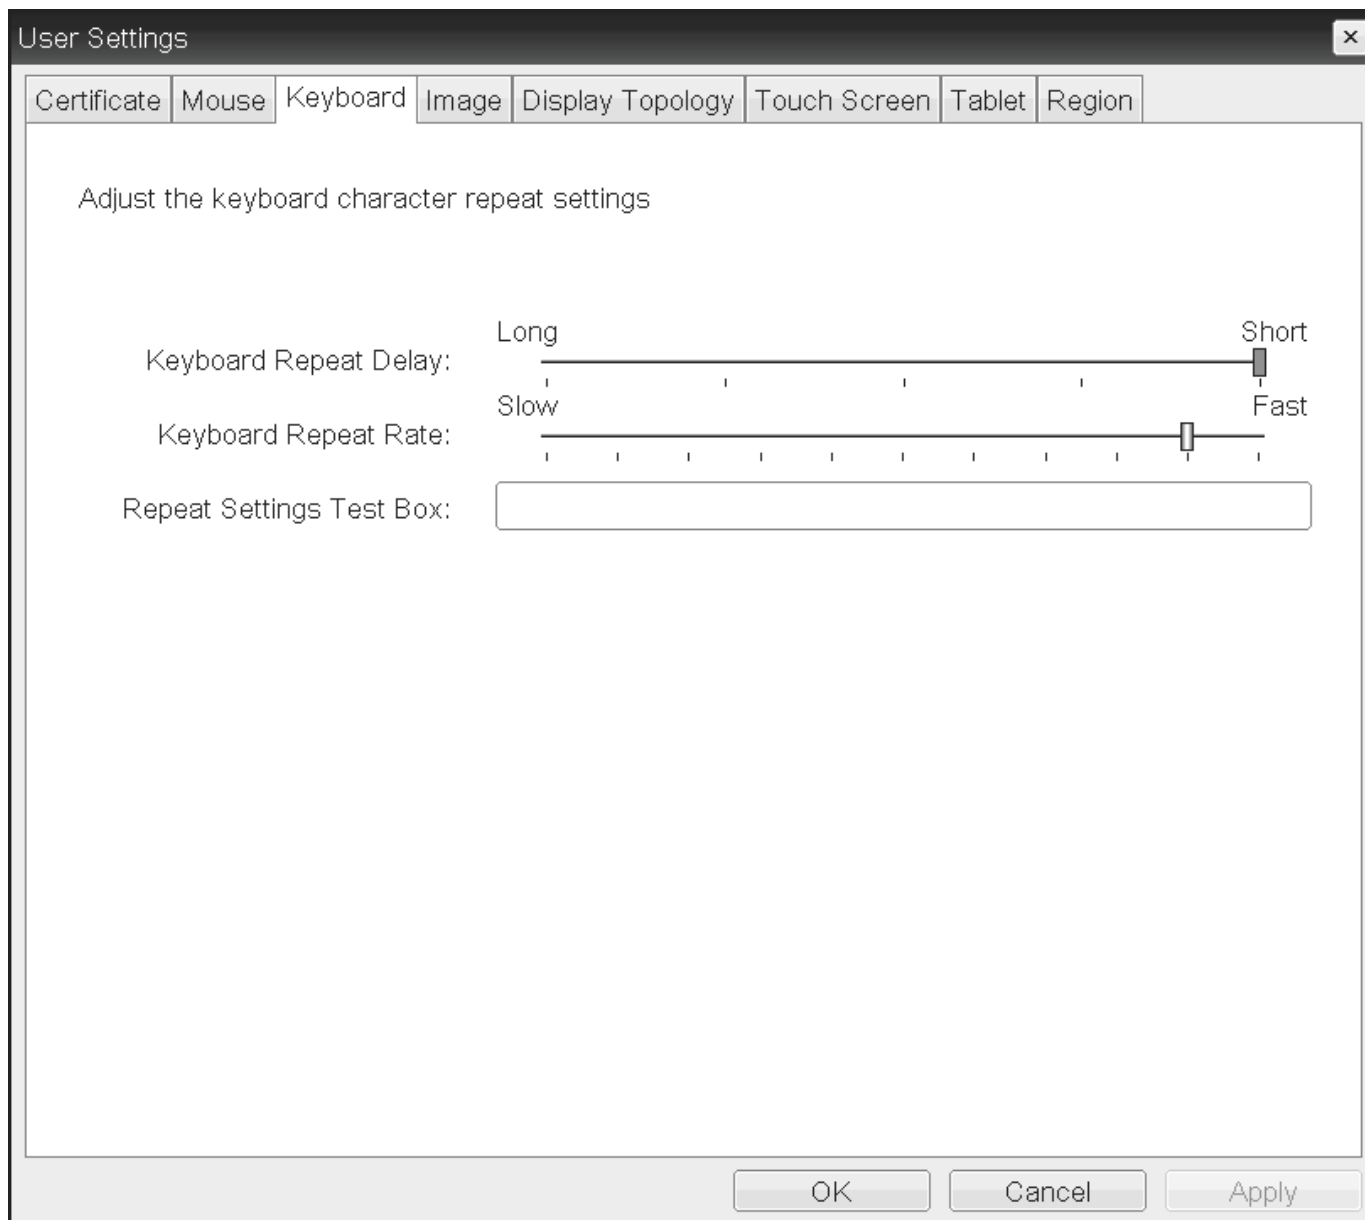 User Settings
Certificate Mouse Keyboard Image Display Topology Touch Screen Tablet Region
Adjust the keyboard character repeat settings
Long Short
Keyboard Repeat Delay:
Slow Fast
Keyboard Repeat Rate:
Repeat Settings Test Box:
OK Cancel Apply